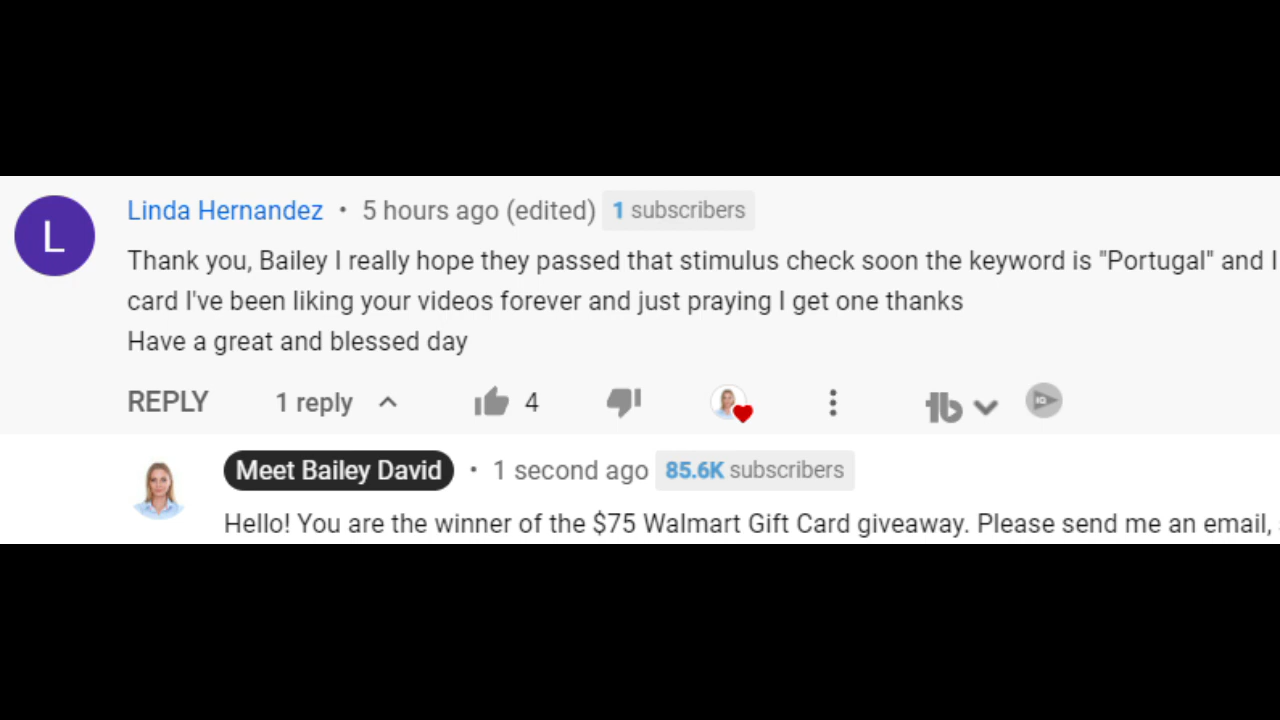 L
Linda Hernandez • 5 hours ago (edited) 1 subscribers
Thank you, Bailey I really hope they passed that stimulus check soon the keyword is "Portugal" and I
card I've been liking your videos forever and just praying I get one thanks
Have a great and blessed day
REPLY 1 reply 4 tb IQ
Meet Bailey David • 1 second ago 85.6K subscribers
Hello! You are the winner of the $75 Walmart Gift Card giveaway. Please send me an email,